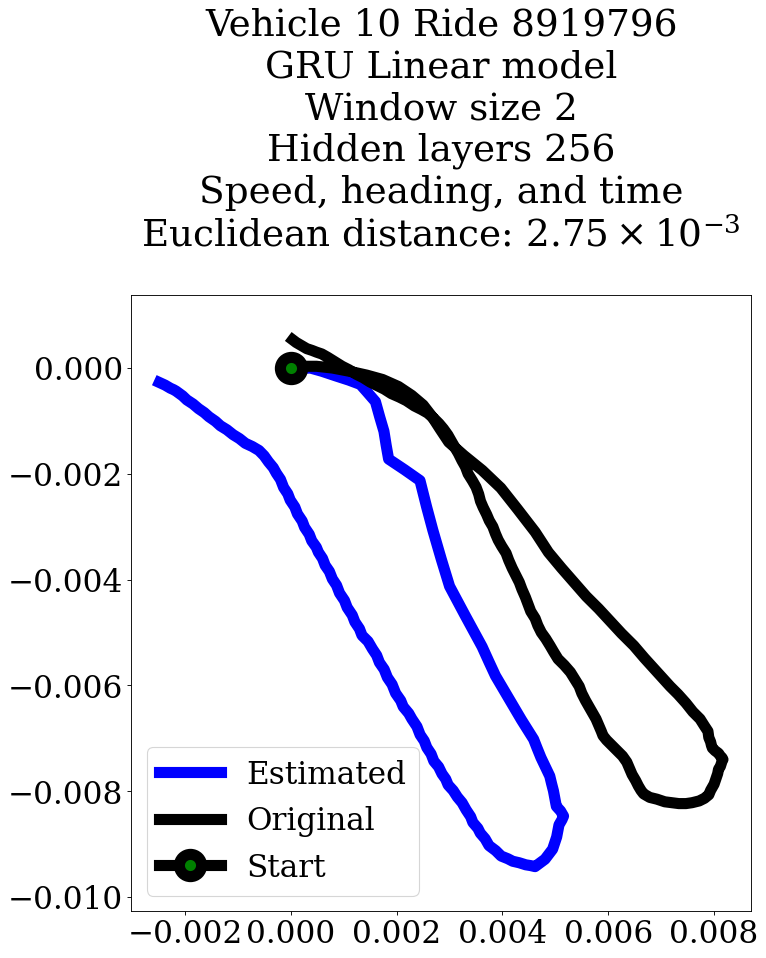 Vehicle 10 Ride 8919796
GRU Linear model
Window size 2
Hidden layers 256
Speed, heading, and time
Euclidean distance: 2.75 × 10⁻³
0.000
−0.002
−0.004
−0.006
−0.008
−0.010
Estimated
Original
Start
−0.002 0.000 0.002 0.004 0.006 0.008